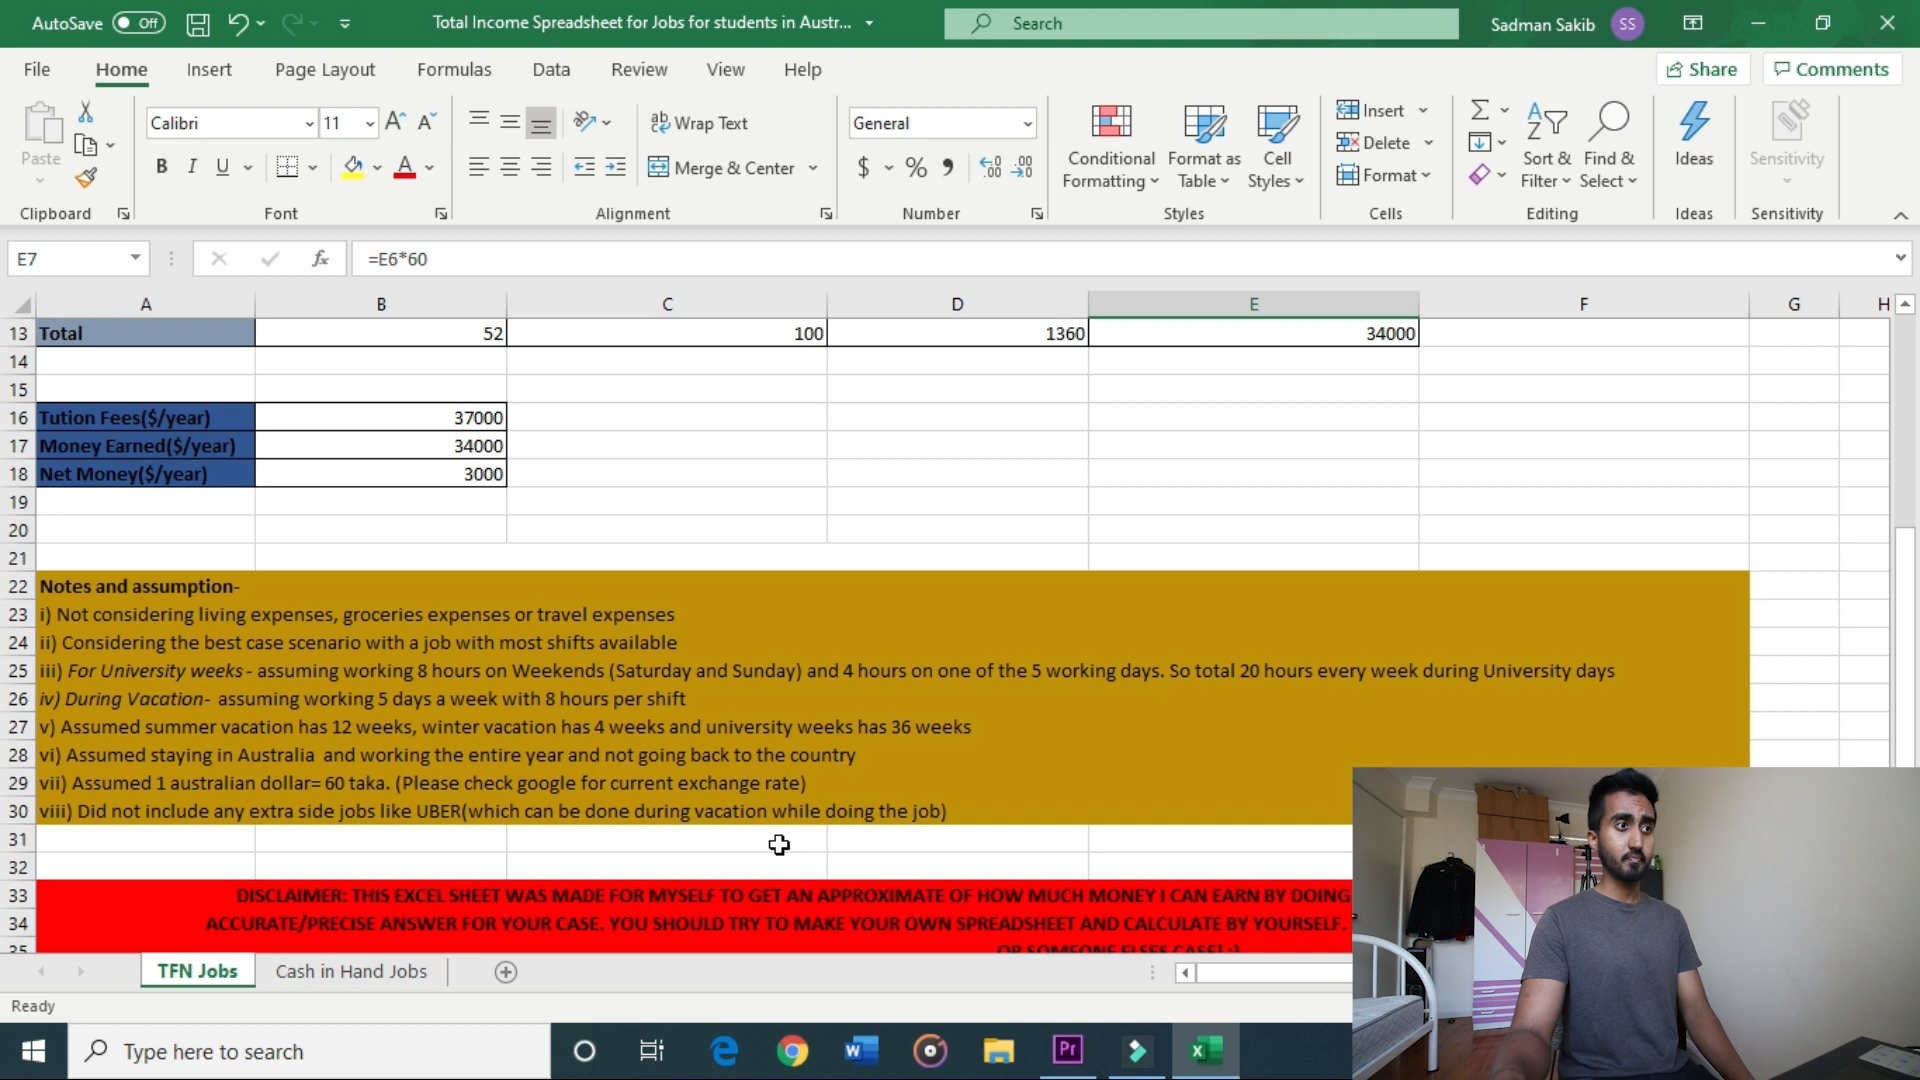 AutoSave Off
Total Income Spreadsheet for Jobs for students in Austr...
Search
Sadman Sakib SS
File Home Insert Page Layout Formulas Data Review View Help
Share Comments
Paste
Calibri 11
B I U
Wrap Text
Merge & Center
General
$ % 9
Conditional Formatting
Format as Table
Cell Styles
Insert
Delete
Format
Sort & Filter
Find & Select
Ideas
Sensitivity
Clipboard Font Alignment Number Styles Cells Editing Ideas Sensitivity
E7 fx =E6*60
A B C D E F G H
13 Total 52 100 1360 34000
14
15
16 Tution Fees($/year) 37000
17 Money Earned($/year) 34000
18 Net Money($/year) 3000
19
20
21
22 Notes and assumption-
23 i) Not considering living expenses, groceries expenses or travel expenses
24 ii) Considering the best case scenario with a job with most shifts available
25 iii) For University weeks - assuming working 8 hours on Weekends (Saturday and Sunday) and 4 hours on one of the 5 working days. So total 20 hours every week during University days
26 iv) During Vacation- assuming working 5 days a week with 8 hours per shift
27 v) Assumed summer vacation has 12 weeks, winter vacation has 4 weeks and university weeks has 36 weeks
28 vi) Assumed staying in Australia and working the entire year and not going back to the country
29 vii) Assumed 1 australian dollar= 60 taka. (Please check google for current exchange rate)
30 viii) Did not include any extra side jobs like UBER(which can be done during vacation while doing the job)
31
32
33 DISCLAIMER: THIS EXCEL SHEET WAS MADE FOR MYSELF TO GET AN APPROXIMATE OF HOW MUCH MONEY I CAN EARN BY DOING
34 ACCURATE/PRECISE ANSWER FOR YOUR CASE. YOU SHOULD TRY TO MAKE YOUR OWN SPREADSHEET AND CALCULATE BY YOURSELF.
35 OR SOMEONE ELSES CASE! :)
TFN Jobs Cash in Hand Jobs
Ready
Type here to search
Pr